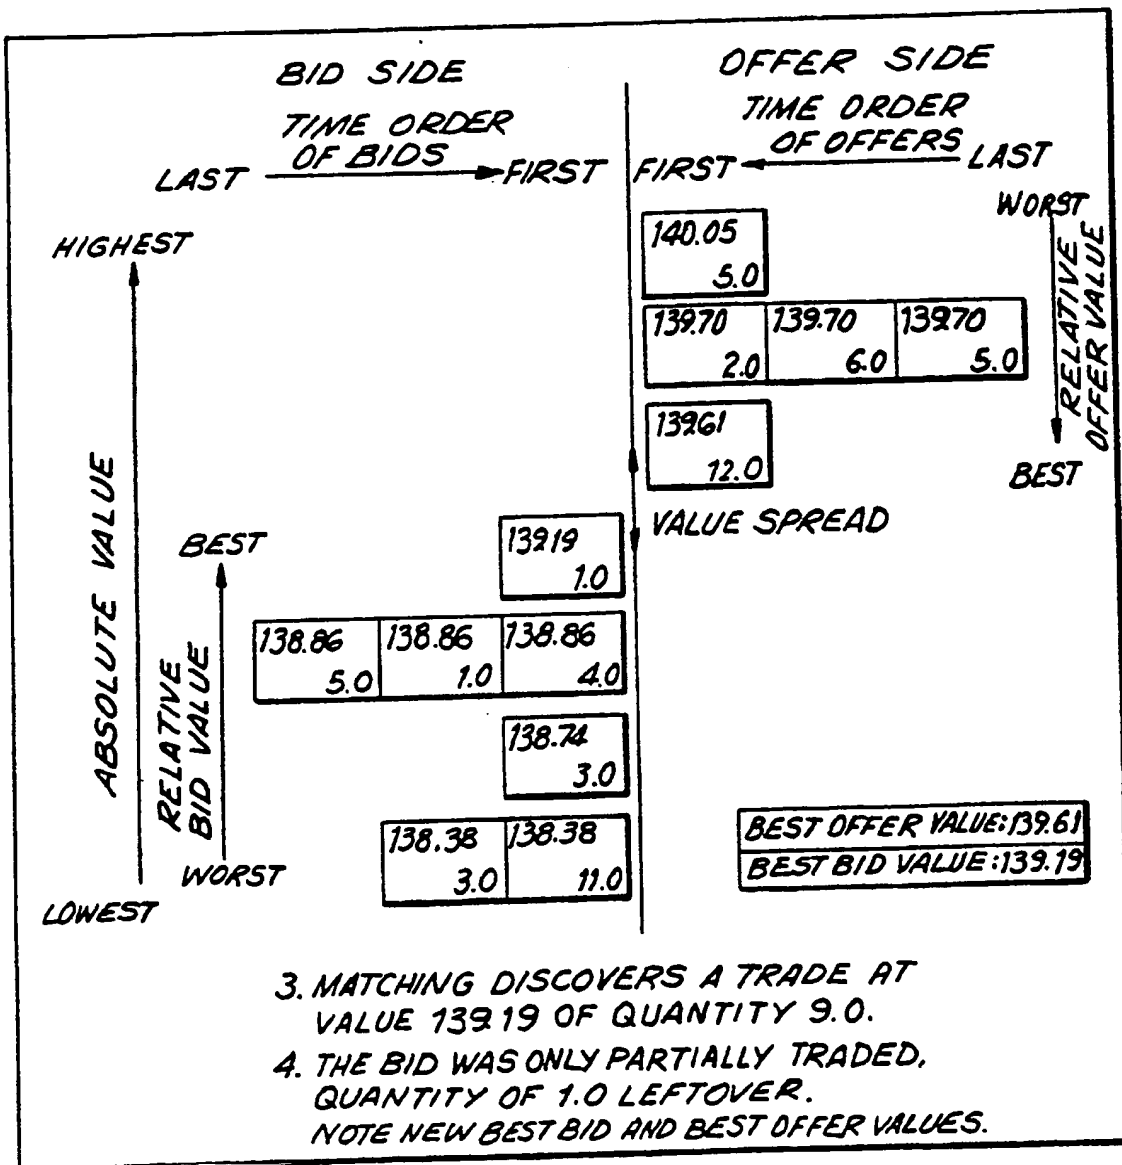 BID SIDE
TIME ORDER
OF BIDS
LAST
FIRST
OFFER SIDE
TIME ORDER
OF OFFERS
FIRST
LAST
WORST
RELATIVE
OFFER VALUE
BEST
HIGHEST
ABSOLUTE VALUE
LOWEST
140.05
5.0
139.70 139.70 13970
2.0 6.0 5.0
13961
12.0
VALUE SPREAD
BEST
RELATIVE
BID VALUE
WORST
13919
1.0
138.86 138.86 138.86
5.0 1.0 4.0
138.74
3.0
138.38 138.38
3.0 11.0
BEST OFFER VALUE:139.61
BEST BID VALUE:139.19
3. MATCHING DISCOVERS A TRADE AT
VALUE 139.19 OF QUANTITY 9.0.
4. THE BID WAS ONLY PARTIALLY TRADED,
QUANTITY OF 1.0 LEFTOVER.
NOTE NEW BEST BID AND BEST OFFER VALUES.